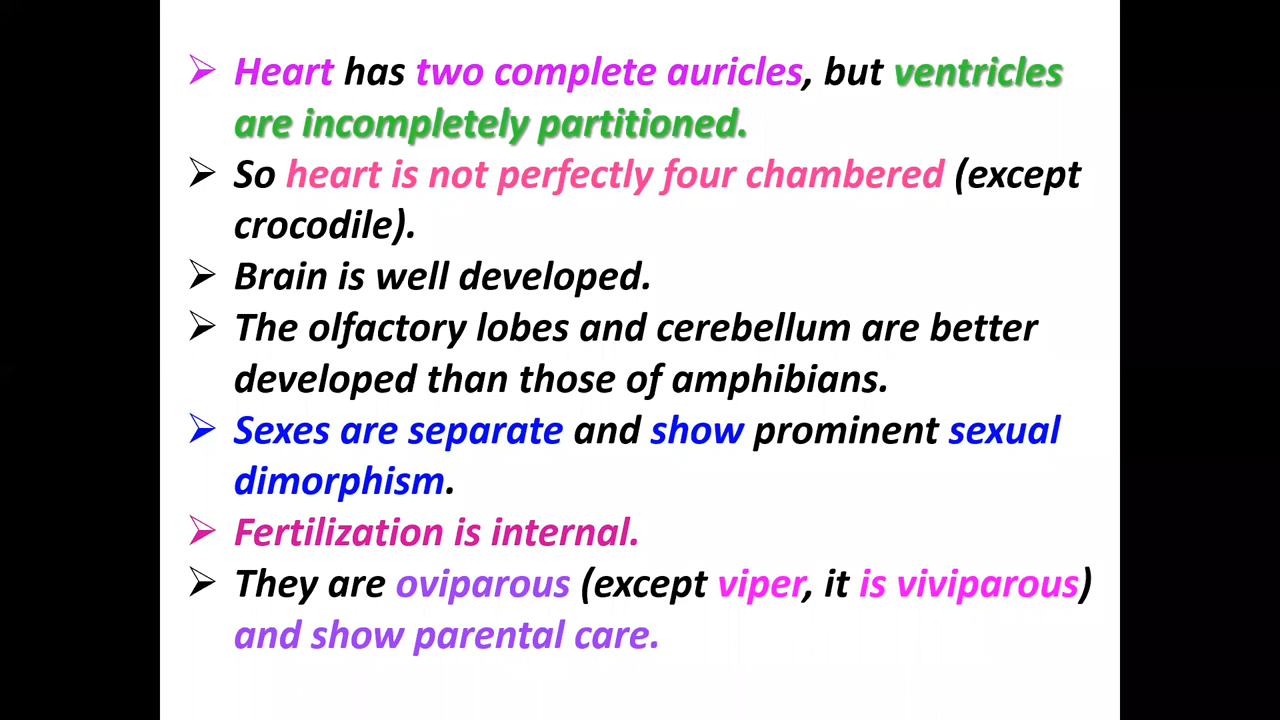 ➢ Heart has two complete auricles, but ventricles
are incompletely partitioned.
➢ So heart is not perfectly four chambered (except
crocodile).
➢ Brain is well developed.
➢ The olfactory lobes and cerebellum are better
developed than those of amphibians.
➢ Sexes are separate and show prominent sexual
dimorphism.
➢ Fertilization is internal.
➢ They are oviparous (except viper, it is viviparous)
and show parental care.